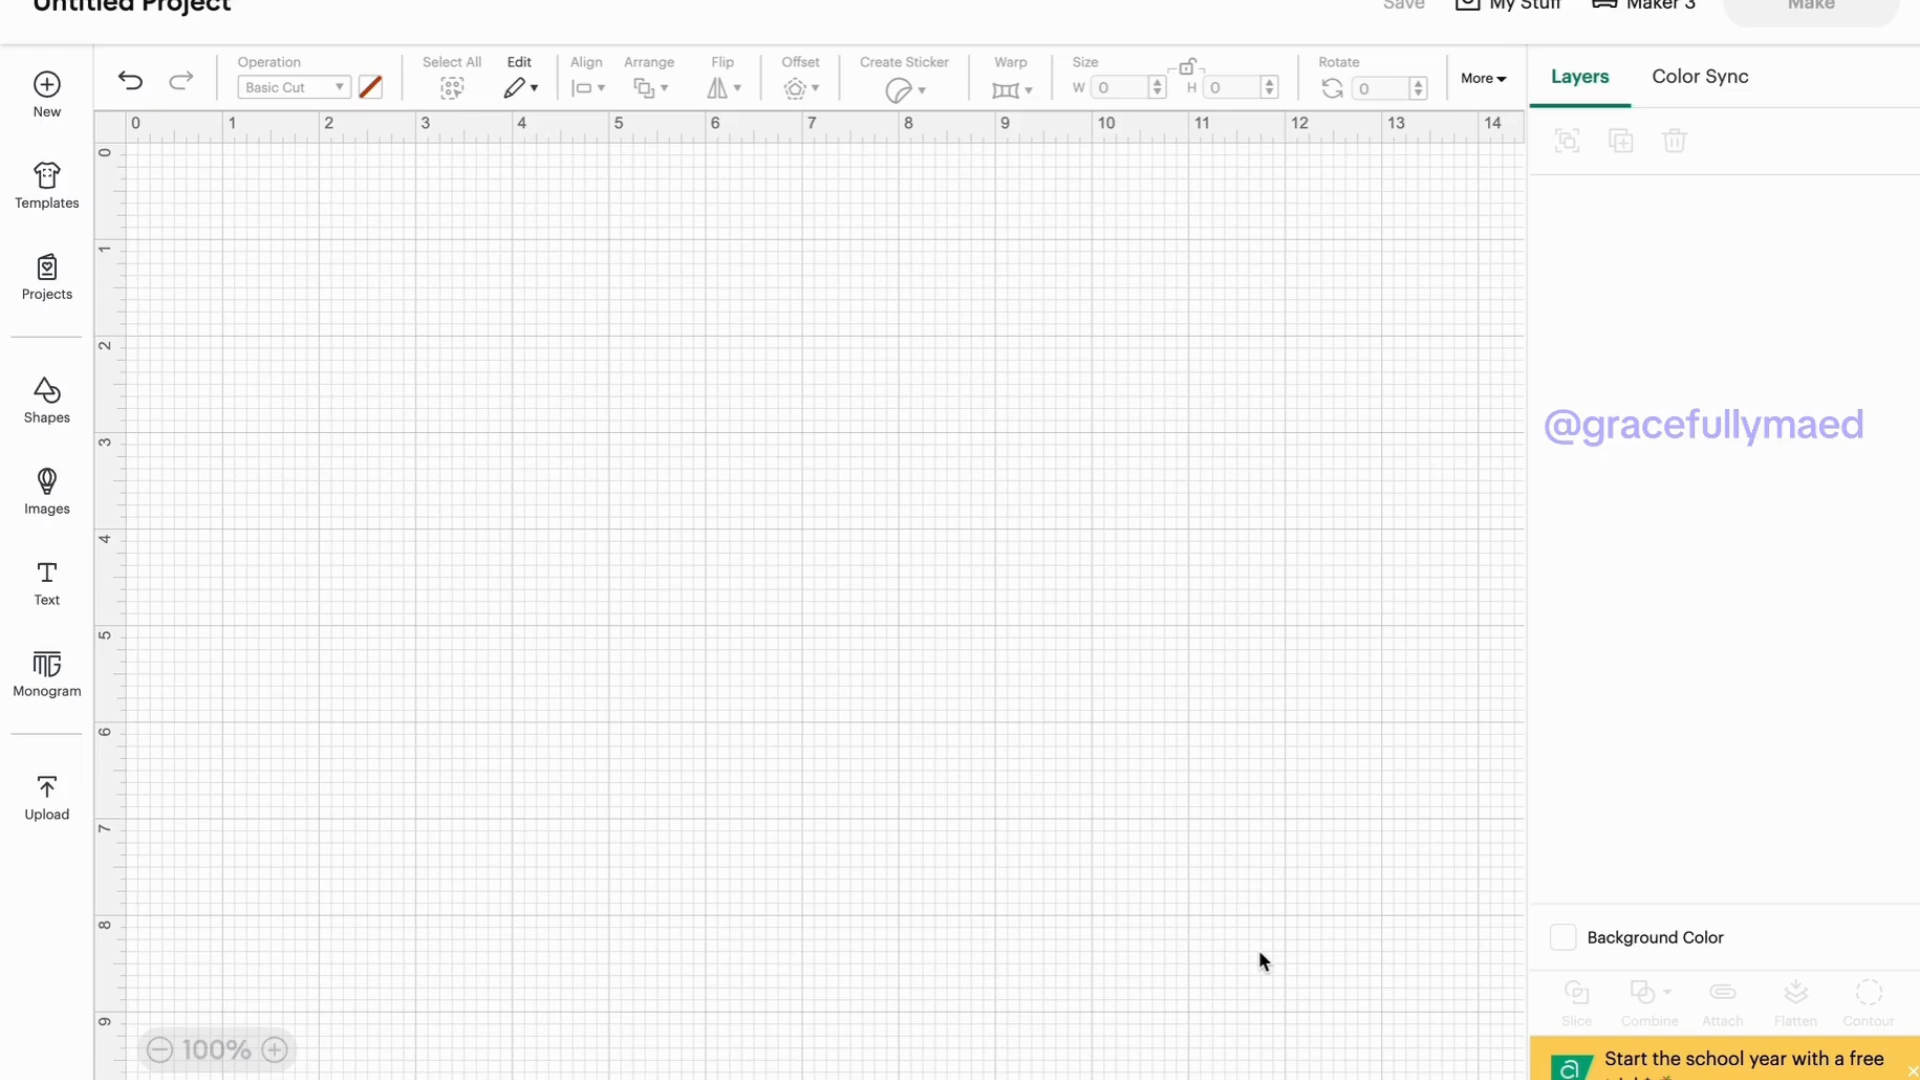 Untitled Project
Save
My Stuff
Maker 3
Make
New
Templates
Projects
Shapes
Images
Text
Monogram
Upload
Operation
Basic Cut
Select All
Edit
Align
Arrange
Flip
Offset
Create Sticker
Warp
Size
W 0
H 0
Rotate
0
More
0 1 2 3 4 5 6 7 8 9 10 11 12 13 14
0
1
2
3
4
5
6
7
8
9
100%
Layers
Color Sync
@gracefullymaed
Background Color
Slice
Combine
Attach
Flatten
Contour
Start the school year with a free